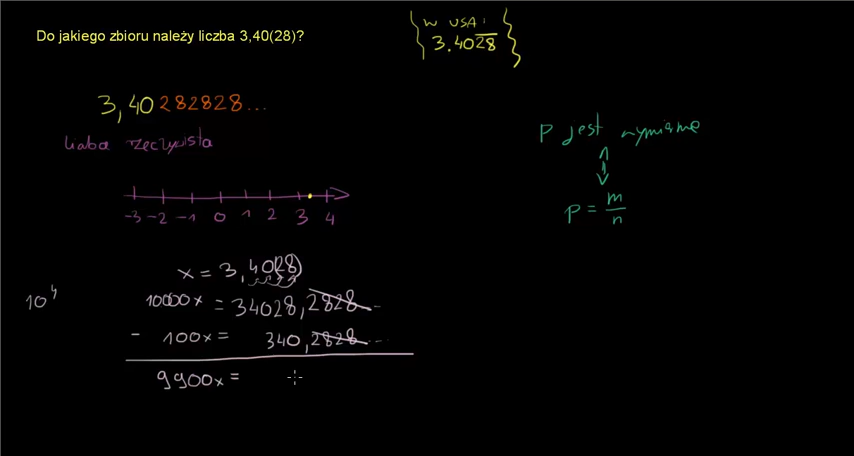 Do jakiego zbioru należy liczba 3,40(28)?
W USA:
3.4028
3,40282828...
liczba rzeczywista
p jest wymierne
-3 -2 -1 0 1 2 3 4
p = m/n
x = 3,40(28)
10⁴
10000x = 34028,2828...
- 100x = 340,2828...
9900x =